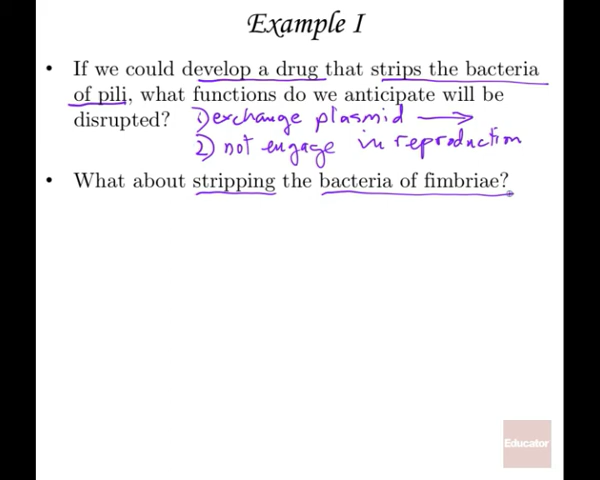 Example I
• If we could develop a drug that strips the bacteria
of pili, what functions do we anticipate will be
disrupted? 1) exchange plasmid →
2) not engage in reproduction
• What about stripping the bacteria of fimbriae?
Educator